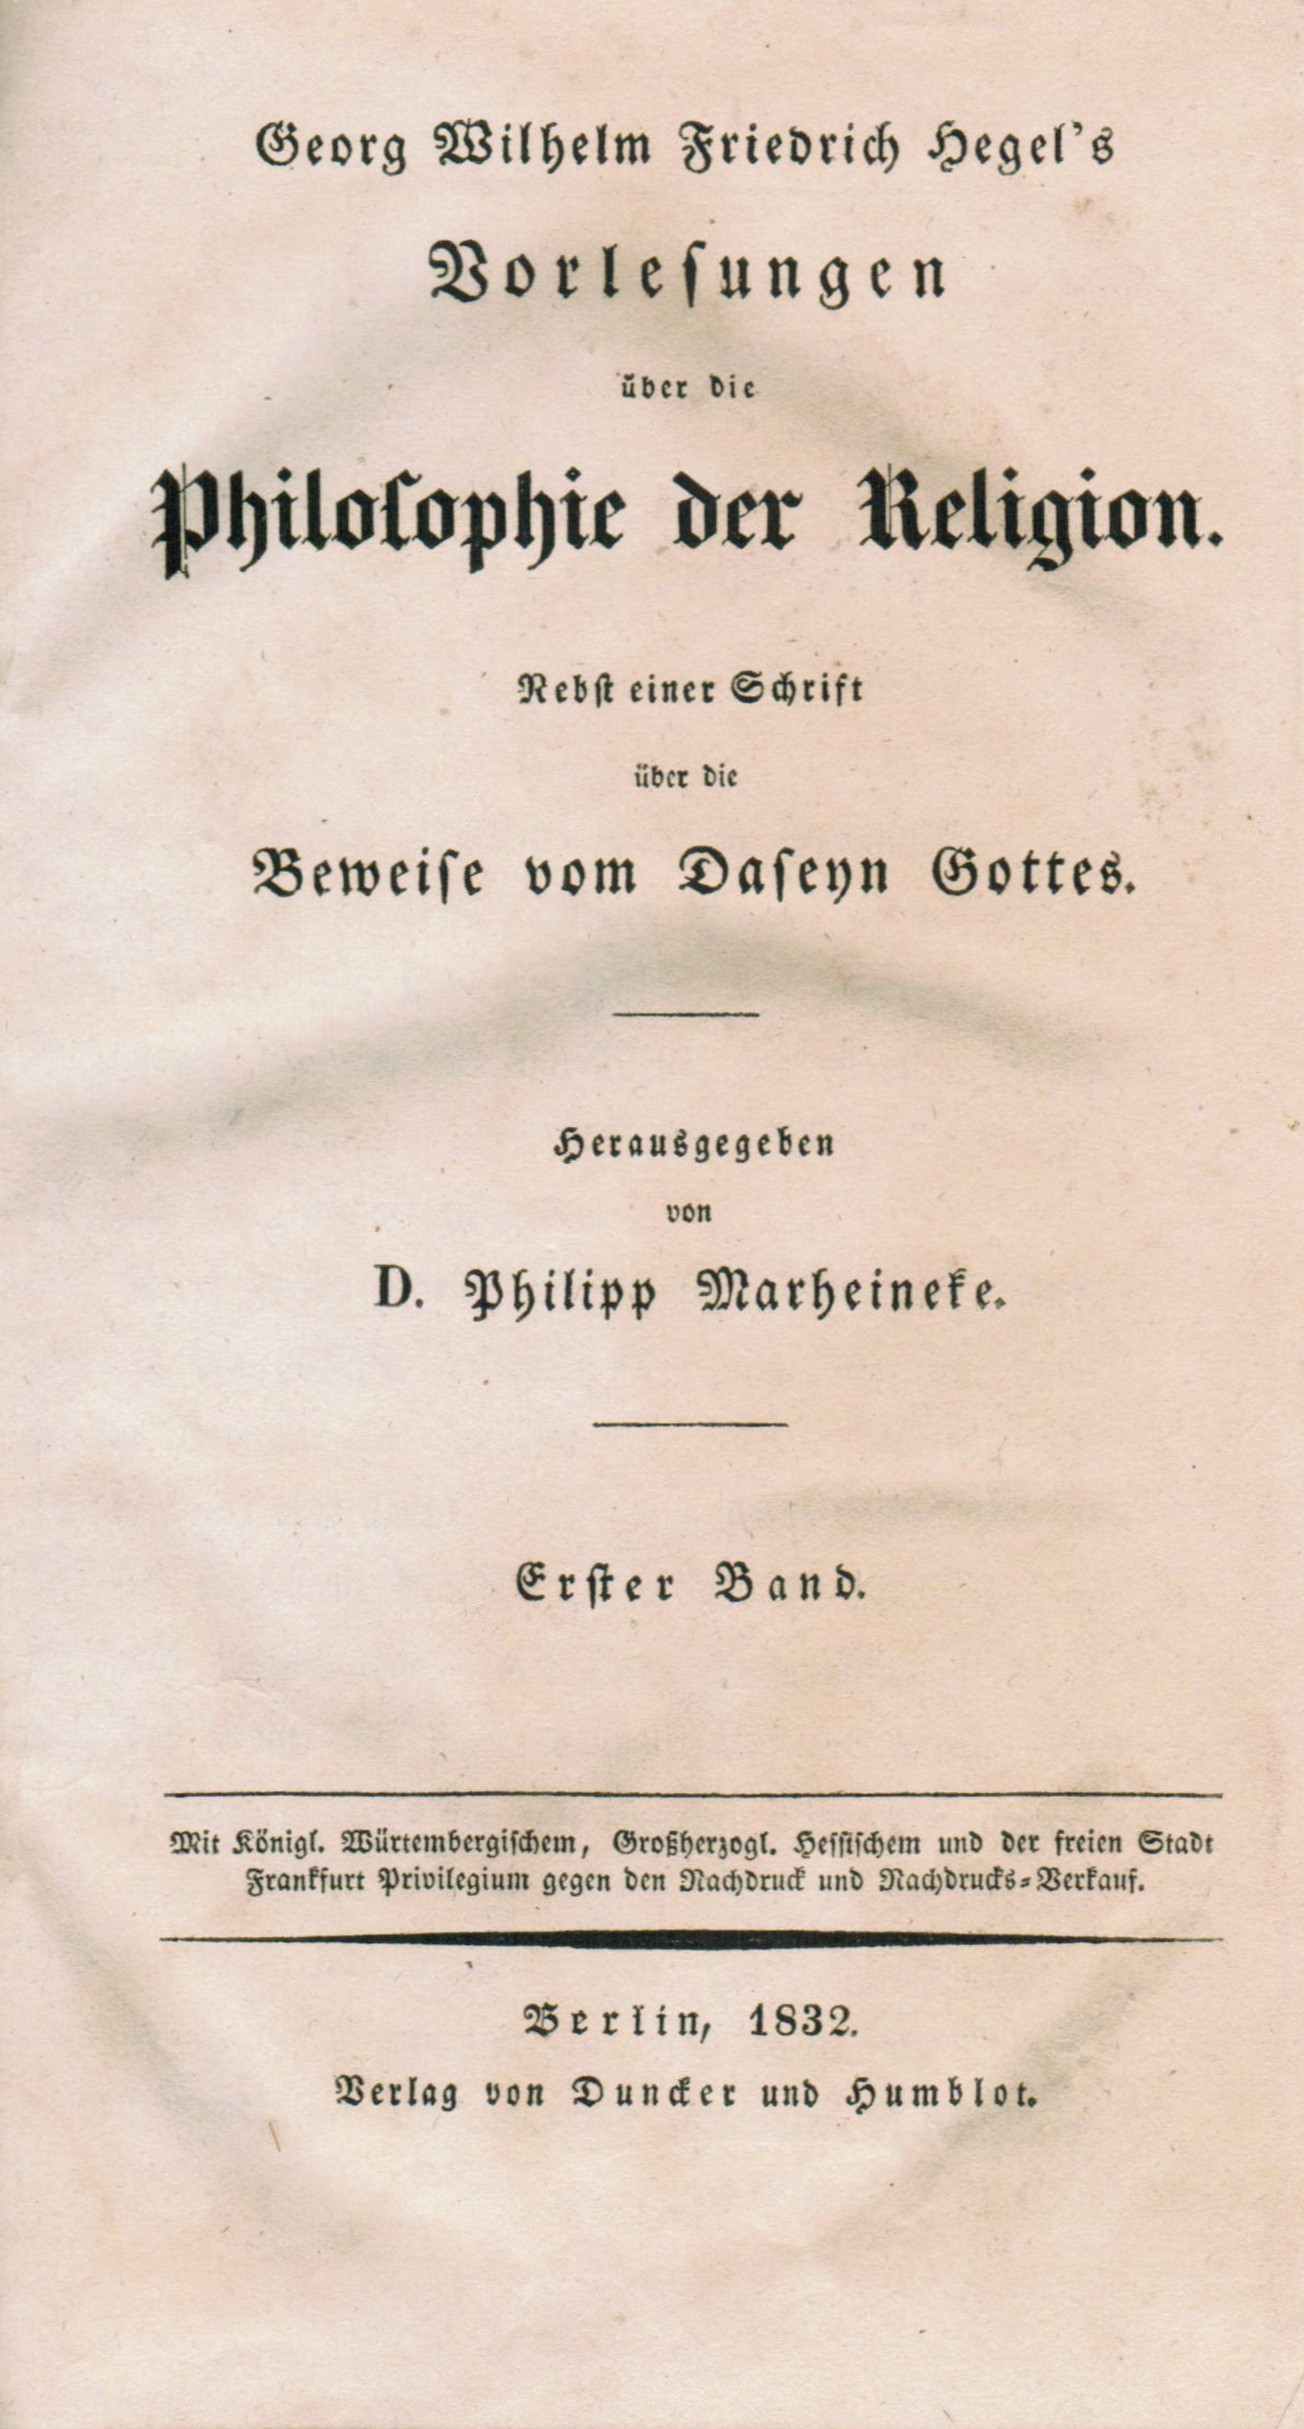 Georg Wilhelm Friedrich Hegel's
Vorleſungen
über die
Philoſophie der Religion.
Nebſt einer Schrift
über die
Beweiſe vom Daſeyn Gottes.
Herausgegeben
von
D. Philipp Marheineke.
Erſter Band.
Mit Königl. Würtembergiſchem, Großherzogl. Heſſiſchem und der freien Stadt
Frankfurt Privilegium gegen den Nachdruck und Nachdrucks-Verkauf.
Berlin, 1832.
Verlag von Duncker und Humblot.